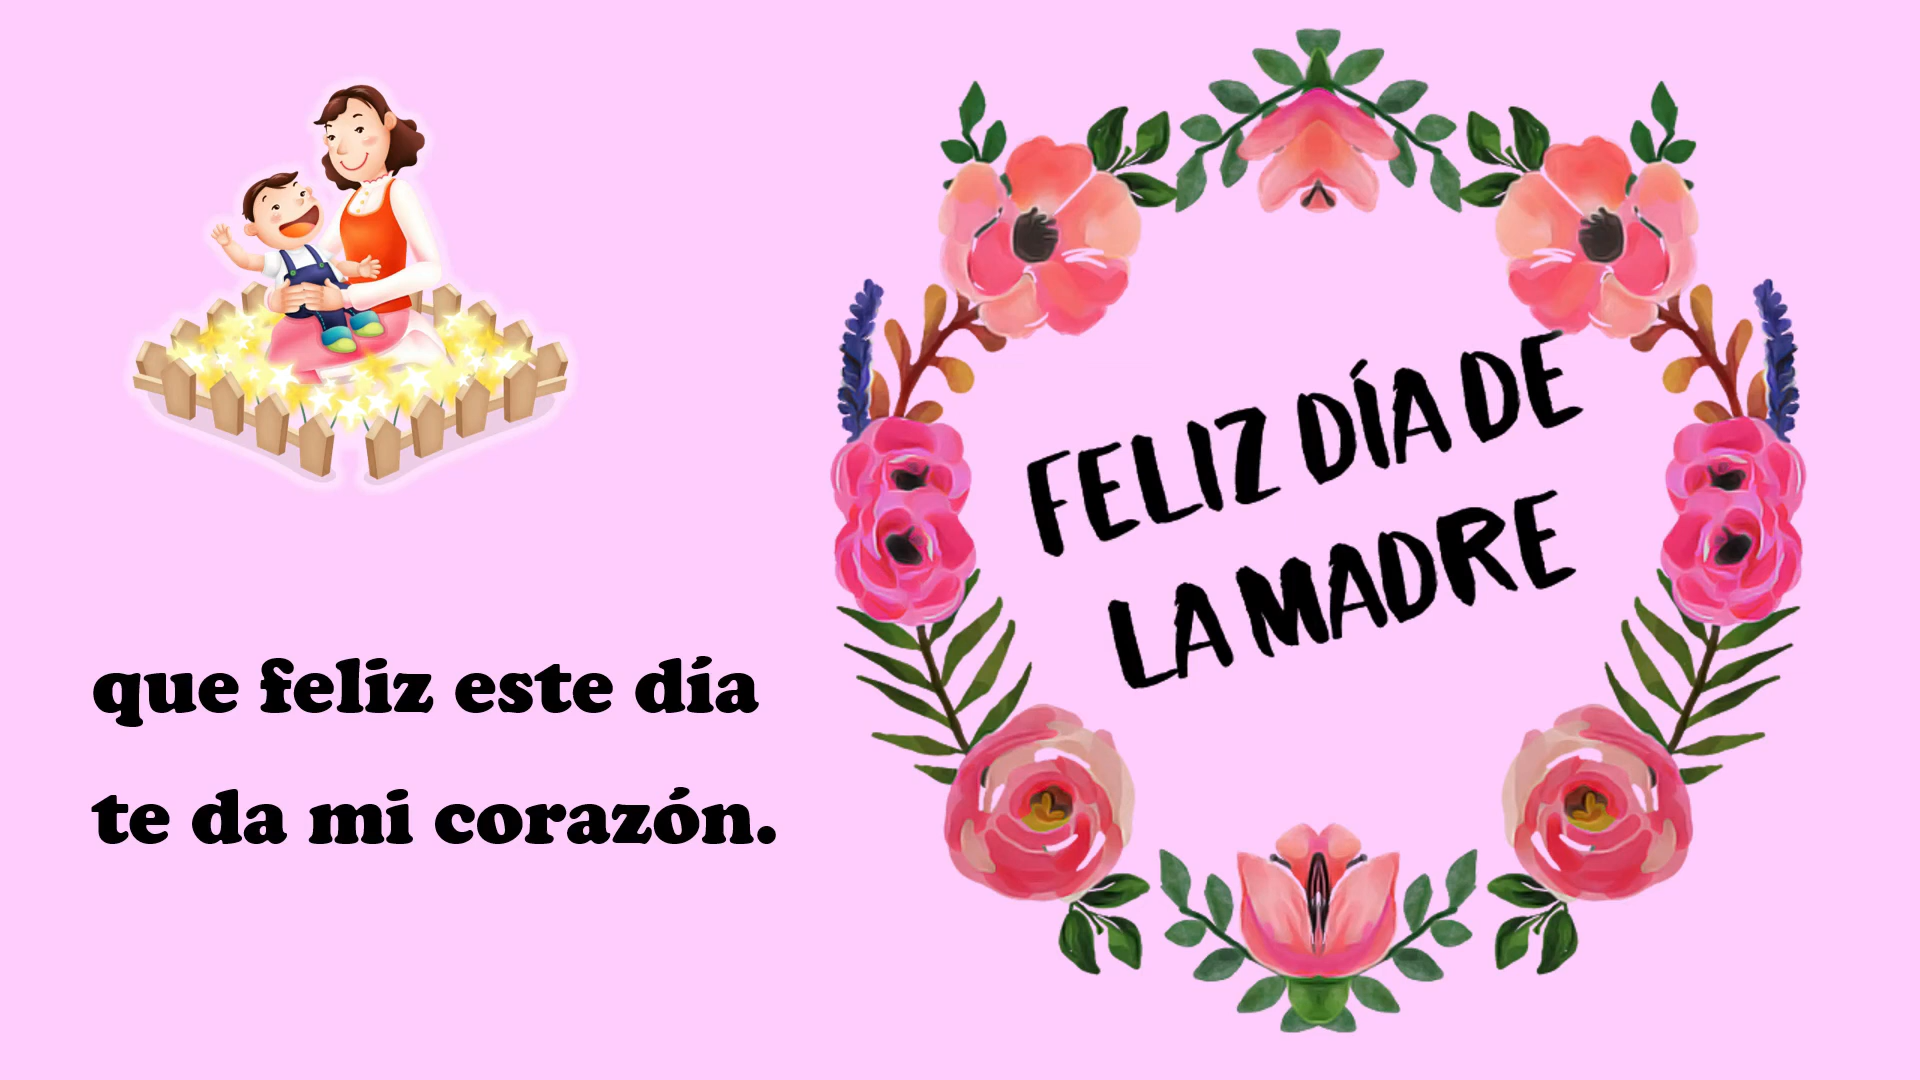 que feliz este día
te da mi corazón.
FELIZ DÍA DE
LA MADRE